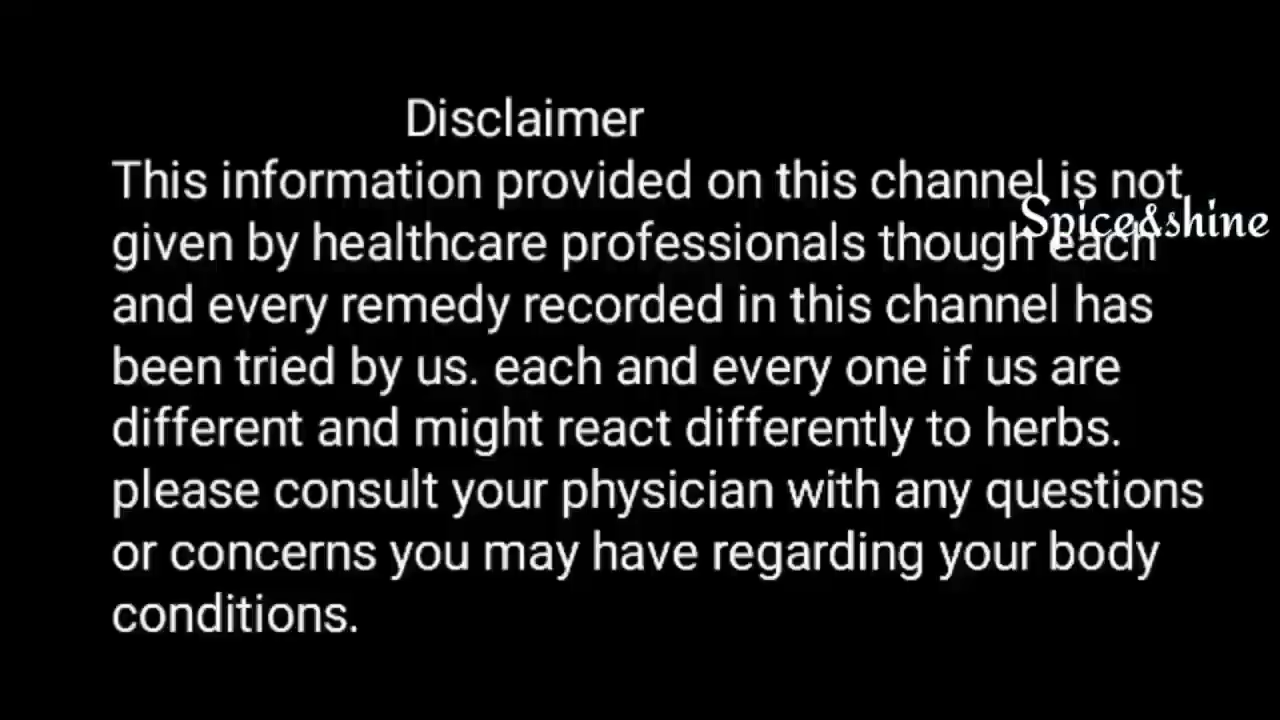 Disclaimer
This information provided on this channel is not
Spice&shine
given by healthcare professionals though each
and every remedy recorded in this channel has
been tried by us. each and every one if us are
different and might react differently to herbs.
please consult your physician with any questions
or concerns you may have regarding your body
conditions.